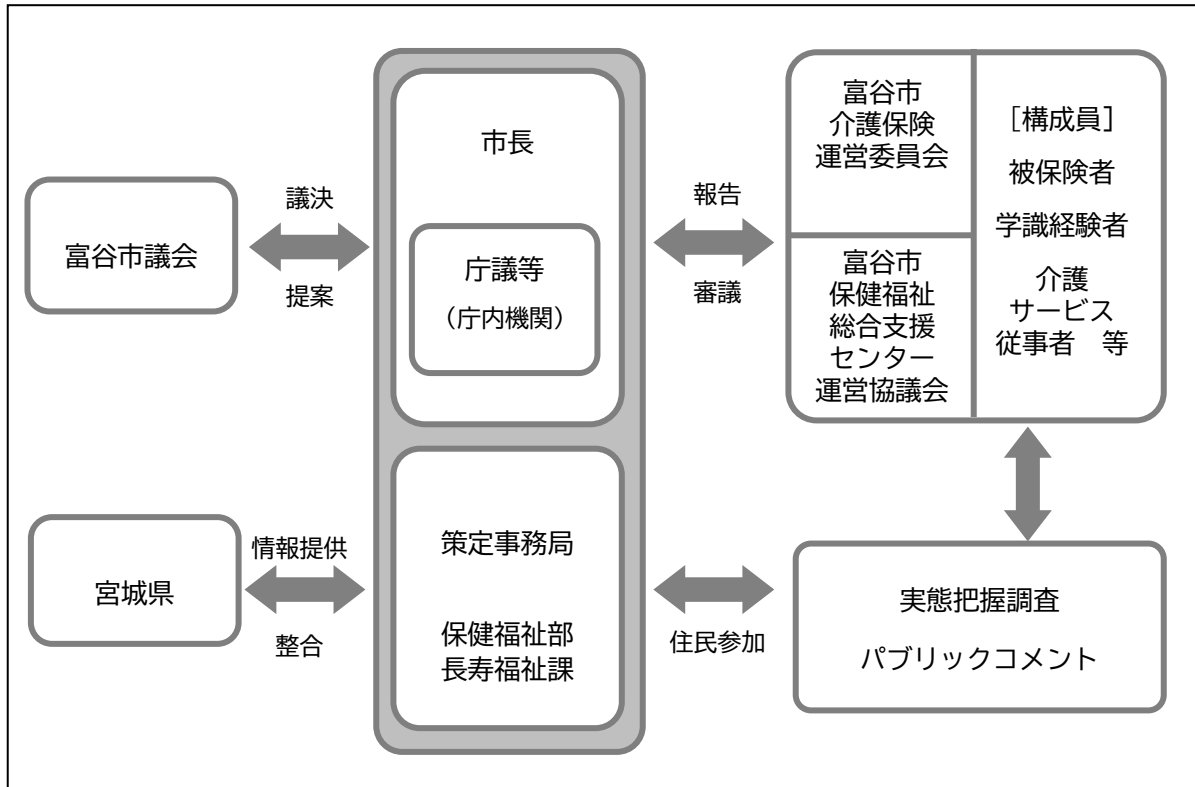 富谷市議会
議決
提案
市長
庁議等
（庁内機関）
報告
審議
富谷市
介護保険
運営委員会
富谷市
保健福祉
総合支援
センター
運営協議会
［構成員］
被保険者
学識経験者
介護
サービス
従事者　等
宮城県
情報提供
整合
策定事務局
保健福祉部
長寿福祉課
住民参加
実態把握調査
パブリックコメント